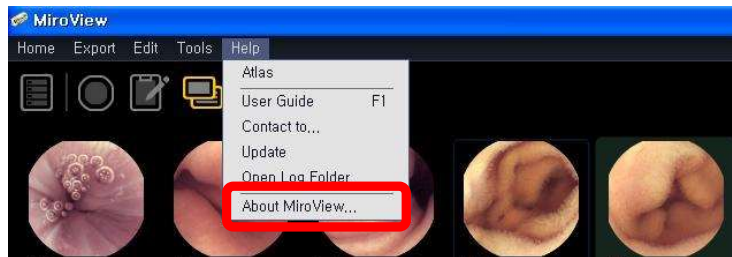 MiroView
Home Export Edit Tools Help
Atlas
User Guide F1
Contact to...
Update
Open Log Folder
About MiroView...